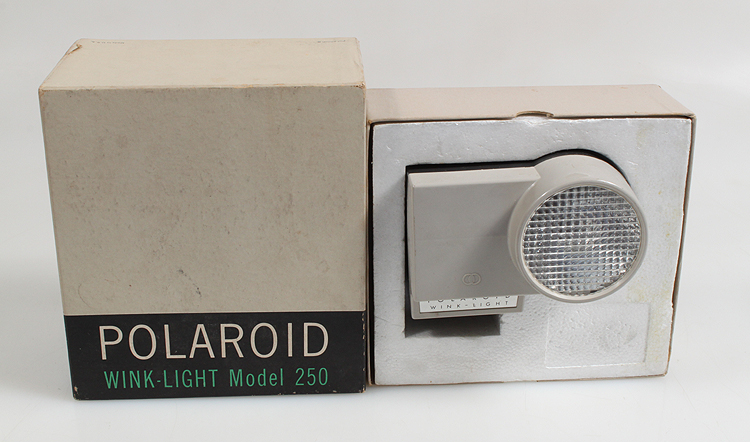 POLAROID
WINK-LIGHT Model 250
POLAROID
WINK-LIGHT